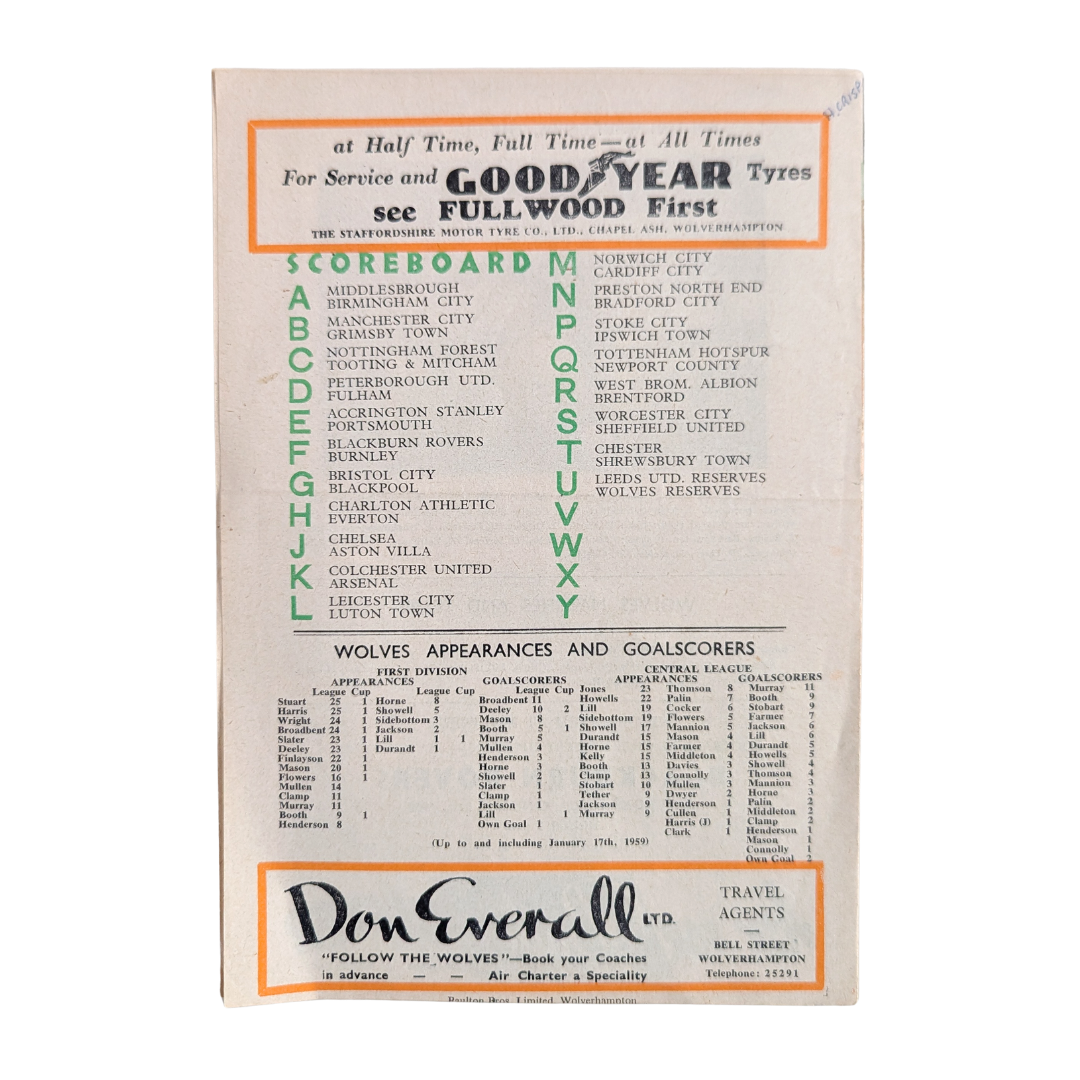 H. CRISP
at Half Time, Full Time — at All Times
For Service and GOODYEAR Tyres
see FULLWOOD First
THE STAFFORDSHIRE MOTOR TYRE CO., LTD., CHAPEL ASH, WOLVERHAMPTON
SCOREBOARD
A MIDDLESBROUGH
BIRMINGHAM CITY
B MANCHESTER CITY
GRIMSBY TOWN
C NOTTINGHAM FOREST
TOOTING & MITCHAM
D PETERBOROUGH UTD.
FULHAM
E ACCRINGTON STANLEY
PORTSMOUTH
F BLACKBURN ROVERS
BURNLEY
G BRISTOL CITY
BLACKPOOL
H CHARLTON ATHLETIC
EVERTON
J CHELSEA
ASTON VILLA
K COLCHESTER UNITED
ARSENAL
L LEICESTER CITY
LUTON TOWN
M NORWICH CITY
CARDIFF CITY
N PRESTON NORTH END
BRADFORD CITY
P STOKE CITY
IPSWICH TOWN
Q TOTTENHAM HOTSPUR
NEWPORT COUNTY
R WEST BROM. ALBION
BRENTFORD
S WORCESTER CITY
SHEFFIELD UNITED
T CHESTER
SHREWSBURY TOWN
U LEEDS UTD. RESERVES
WOLVES RESERVES
V
W
X
Y
WOLVES APPEARANCES AND GOALSCORERS
FIRST DIVISION
APPEARANCES
League Cup
Stuart 25 1
Harris 25 1
Wright 24 1
Broadbent 24 1
Slater 23 1
Deeley 23 1
Finlayson 22 1
Mason 20 1
Flowers 16 1
Mullen 14
Clamp 11
Murray 11
Booth 9 1
Henderson 8
League Cup
Horne 8
Showell 5
Sidebottom 3
Jackson 2
Lill 1 1
Durandt 1
GOALSCORERS
League Cup
Broadbent 11
Deeley 10 2
Mason 8
Booth 5 1
Murray 5
Mullen 4
Henderson 3
Horne 3
Showell 2
Slater 1
Clamp 1
Jackson 1
Lill 1
Own Goal 1
CENTRAL LEAGUE
APPEARANCES
Jones 23
Howells 22
Lill 19
Sidebottom 19
Showell 17
Durandt 15
Horne 15
Kelly 15
Booth 13
Clamp 13
Stobart 10
Tether 9
Jackson 9
Murray 9
Thomson 8
Palin 7
Cocker 6
Flowers 5
Mannion 5
Mason 4
Farmer 4
Middleton 4
Davies 3
Connolly 3
Mullen 3
Dwyer 2
Henderson 1
Cullen 1
Harris (J) 1
Clark 1
GOALSCORERS
Murray 11
Booth 9
Stobart 9
Farmer 7
Jackson 6
Lill 6
Durandt 5
Howells 5
Showell 4
Thomson 4
Mannion 3
Horne 3
Palin 2
Middleton 2
Clamp 2
Henderson 1
Mason 1
Connolly 1
Own Goal 2
(Up to and including January 17th, 1959)
Don Everall LTD.
"FOLLOW THE WOLVES"—Book your Coaches
in advance — — Air Charter a Speciality
TRAVEL
AGENTS
—
BELL STREET
WOLVERHAMPTON
Telephone: 25291
Paulton Bros. Limited, Wolverhampton